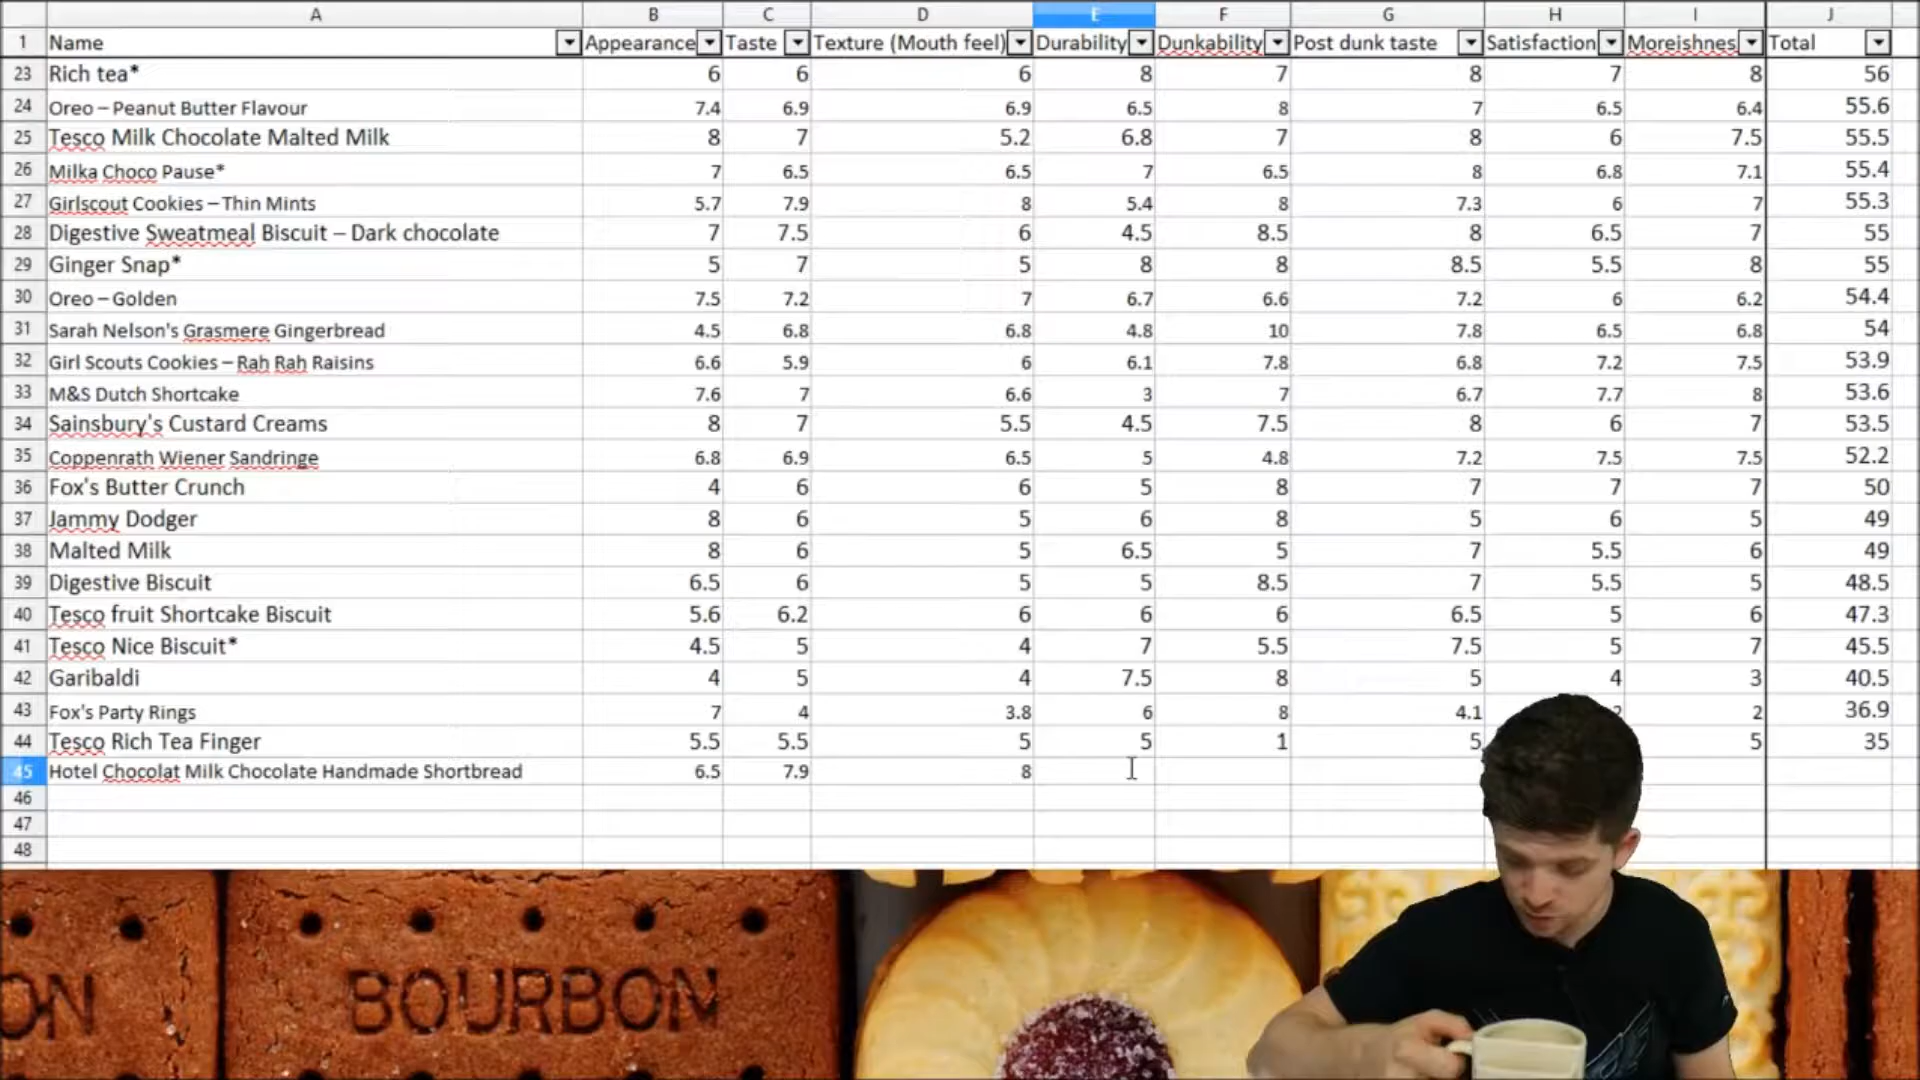 A B C D E F G H I J
1 Name Appearance Taste Texture (Mouth feel) Durability Dunkability Post dunk taste Satisfaction Moreishnes Total
23 Rich tea* 6 6 6 8 7 8 7 8 56
24 Oreo – Peanut Butter Flavour 7.4 6.9 6.9 6.5 8 7 6.5 6.4 55.6
25 Tesco Milk Chocolate Malted Milk 8 7 5.2 6.8 7 8 6 7.5 55.5
26 Milka Choco Pause* 7 6.5 6.5 7 6.5 8 6.8 7.1 55.4
27 Girlscout Cookies – Thin Mints 5.7 7.9 8 5.4 8 7.3 6 7 55.3
28 Digestive Sweatmeal Biscuit – Dark chocolate 7 7.5 6 4.5 8.5 8 6.5 7 55
29 Ginger Snap* 5 7 5 8 8 8.5 5.5 8 55
30 Oreo – Golden 7.5 7.2 7 6.7 6.6 7.2 6 6.2 54.4
31 Sarah Nelson's Grasmere Gingerbread 4.5 6.8 6.8 4.8 10 7.8 6.5 6.8 54
32 Girl Scouts Cookies – Rah Rah Raisins 6.6 5.9 6 6.1 7.8 6.8 7.2 7.5 53.9
33 M&S Dutch Shortcake 7.6 7 6.6 3 7 6.7 7.7 8 53.6
34 Sainsbury's Custard Creams 8 7 5.5 4.5 7.5 8 6 7 53.5
35 Coppenrath Wiener Sandringe 6.8 6.9 6.5 5 4.8 7.2 7.5 7.5 52.2
36 Fox's Butter Crunch 4 6 6 5 8 7 7 7 50
37 Jammy Dodger 8 6 5 6 8 5 6 5 49
38 Malted Milk 8 6 5 6.5 5 7 5.5 6 49
39 Digestive Biscuit 6.5 6 5 5 8.5 7 5.5 5 48.5
40 Tesco fruit Shortcake Biscuit 5.6 6.2 6 6 6 6.5 5 6 47.3
41 Tesco Nice Biscuit* 4.5 5 4 7 5.5 7.5 5 7 45.5
42 Garibaldi 4 5 4 7.5 8 5 4 3 40.5
43 Fox's Party Rings 7 4 3.8 6 8 4.1 2 2 36.9
44 Tesco Rich Tea Finger 5.5 5.5 5 5 1 5 5 35
45 Hotel Chocolat Milk Chocolate Handmade Shortbread 6.5 7.9 8
46
47
48
ON BOURBON